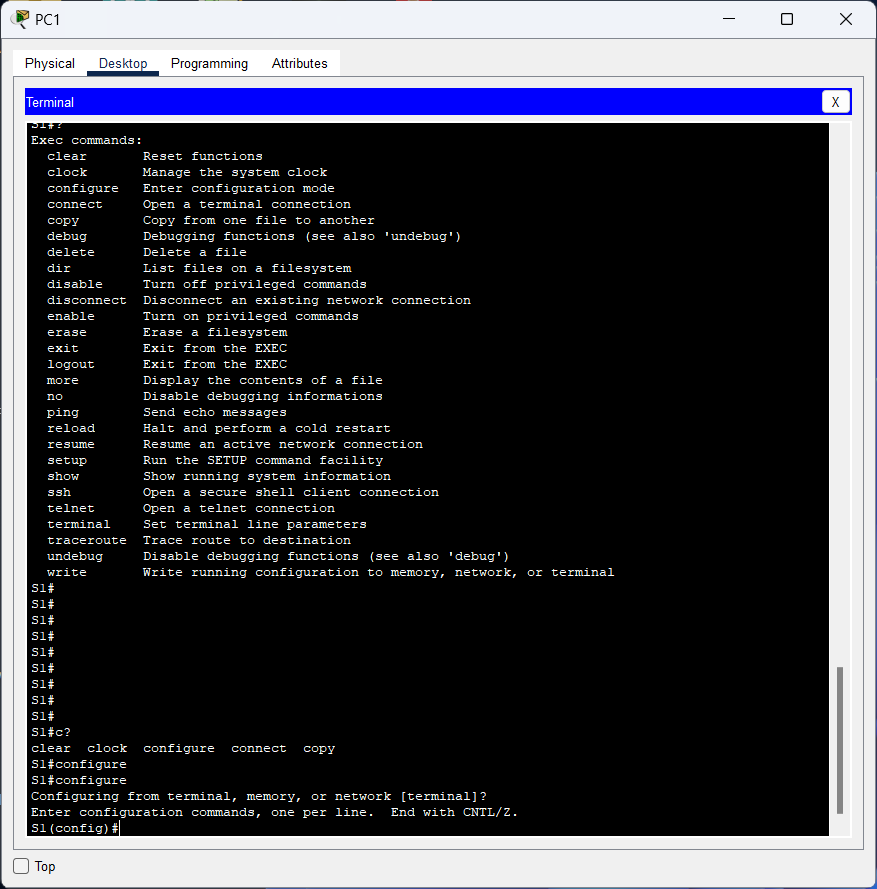 PC1
Physical Desktop Programming Attributes
Terminal X
S1#?
Exec commands:
  clear       Reset functions
  clock       Manage the system clock
  configure   Enter configuration mode
  connect     Open a terminal connection
  copy        Copy from one file to another
  debug       Debugging functions (see also 'undebug')
  delete      Delete a file
  dir         List files on a filesystem
  disable     Turn off privileged commands
  disconnect  Disconnect an existing network connection
  enable      Turn on privileged commands
  erase       Erase a filesystem
  exit        Exit from the EXEC
  logout      Exit from the EXEC
  more        Display the contents of a file
  no          Disable debugging informations
  ping        Send echo messages
  reload      Halt and perform a cold restart
  resume      Resume an active network connection
  setup       Run the SETUP command facility
  show        Show running system information
  ssh         Open a secure shell client connection
  telnet      Open a telnet connection
  terminal    Set terminal line parameters
  traceroute  Trace route to destination
  undebug     Disable debugging functions (see also 'debug')
  write       Write running configuration to memory, network, or terminal
S1#
S1#
S1#
S1#
S1#
S1#
S1#
S1#
S1#
S1#c?
clear  clock  configure  connect  copy
S1#configure
S1#configure
Configuring from terminal, memory, or network [terminal]?
Enter configuration commands, one per line.  End with CNTL/Z.
S1(config)#
Top